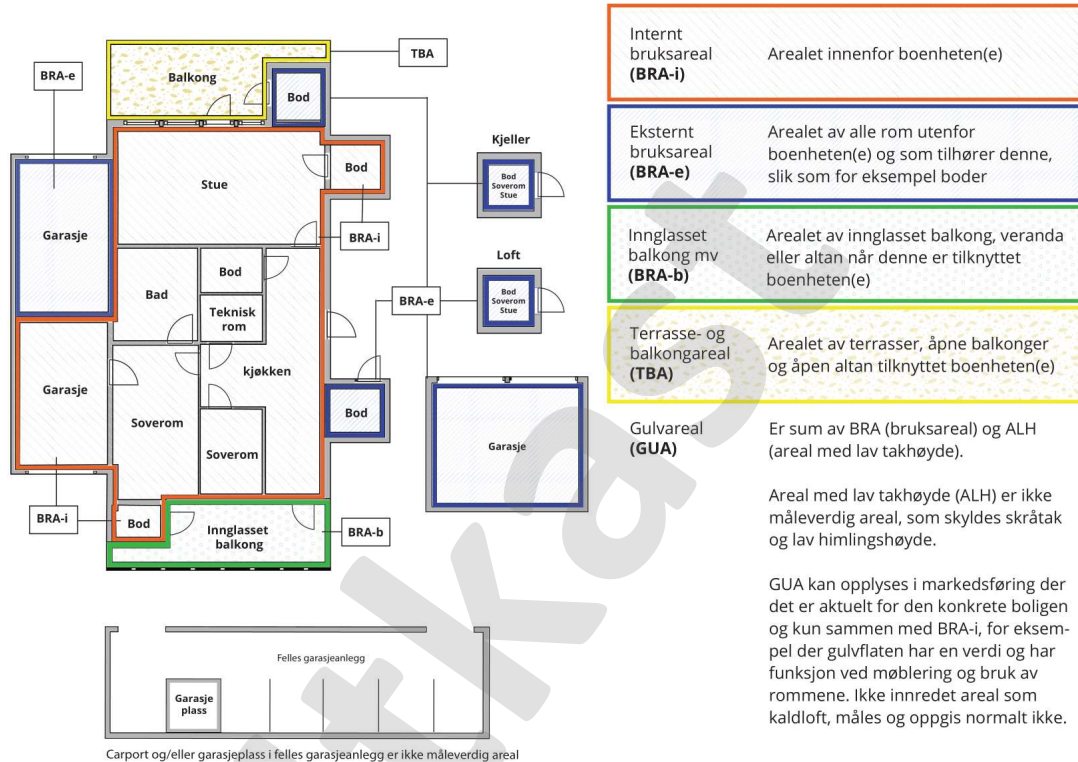 TBA
BRA-e
Balkong
Bod
Kjeller
Bod
Soverom
Stue
Stue
Bod
Garasje
BRA-i
Loft
Bod
Soverom
Stue
Bad
Bod
BRA-e
Teknisk
rom
Garasje
kjøkken
Soverom
Bod
Garasje
Soverom
BRA-i
Bod
Innglasset
balkong
BRA-b
Felles garasjeanlegg
Garasje
plass
Carport og/eller garasjeplass i felles garasjeanlegg er ikke måleverdig areal
Internt
bruksareal
(BRA-i)
Arealet innenfor boenheten(e)
Eksternt
bruksareal
(BRA-e)
Arealet av alle rom utenfor
boenheten(e) og som tilhører denne,
slik som for eksempel boder
Innglasset
balkong mv
(BRA-b)
Arealet av innglasset balkong, veranda
eller altan når denne er tilknyttet
boenheten(e)
Terrasse- og
balkongareal
(TBA)
Arealet av terrasser, åpne balkonger
og åpen altan tilknyttet boenheten(e)
Gulvareal
(GUA)
Er sum av BRA (bruksareal) og ALH
(areal med lav takhøyde).
Areal med lav takhøyde (ALH) er ikke
måleverdig areal, som skyldes skråtak
og lav himlingshøyde.
GUA kan opplyses i markedsføring der
det er aktuelt for den konkrete boligen
og kun sammen med BRA-i, for eksem-
pel der gulvflaten har en verdi og har
funksjon ved møblering og bruk av
rommene. Ikke innredet areal som
kaldloft, måles og oppgis normalt ikke.
tkast